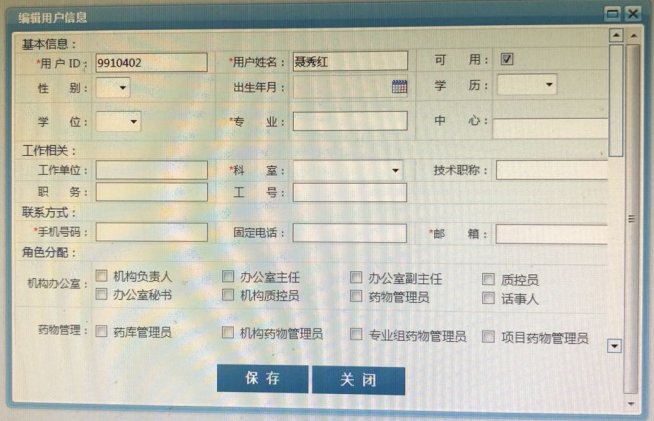 编辑用户信息
基本信息：
*用户ID： 9910402 *用户姓名： 聂秀红 可 用：
性 别： 出生年月： 学 历：
学 位： *专 业： 中 心：
工作相关：
工作单位： *科 室： 技术职称：
职 务： 工 号：
联系方式：
*手机号码： 固定电话： *邮 箱：
角色分配：
机构办公室： 机构负责人 办公室主任 办公室副主任 质控员
办公室秘书 机构质控员 药物管理员 话事人
药物管理： 药库管理员 机构药物管理员 专业组药物管理员 项目药物管理员
保 存 关 闭